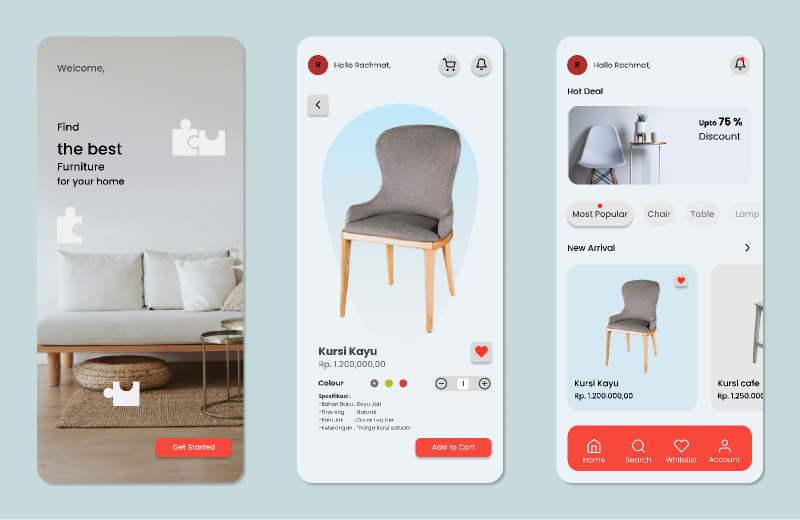 Welcome,
Find
the best
Furniture
for your home
Get Started
R
Hallo Rachmat,
Kursi Kayu
Rp. 1.200.000,00
Colour
1
Spesifikasi :
-Bahan Baku : Kayu Jati
-Finishing : Natural
-Kain Jok :
-Keterangan : "harga kursi satuan"
Add to Cart
R
Hallo Rachmat,
Hot Deal
Upto 75 %
Discount
Most Popular
Chair
Table
Lamp
New Arrival
Kursi Kayu
Rp. 1.200.000,00
Kursi cafe
Rp. 1.250.00
Home
Search
Whitelist
Account